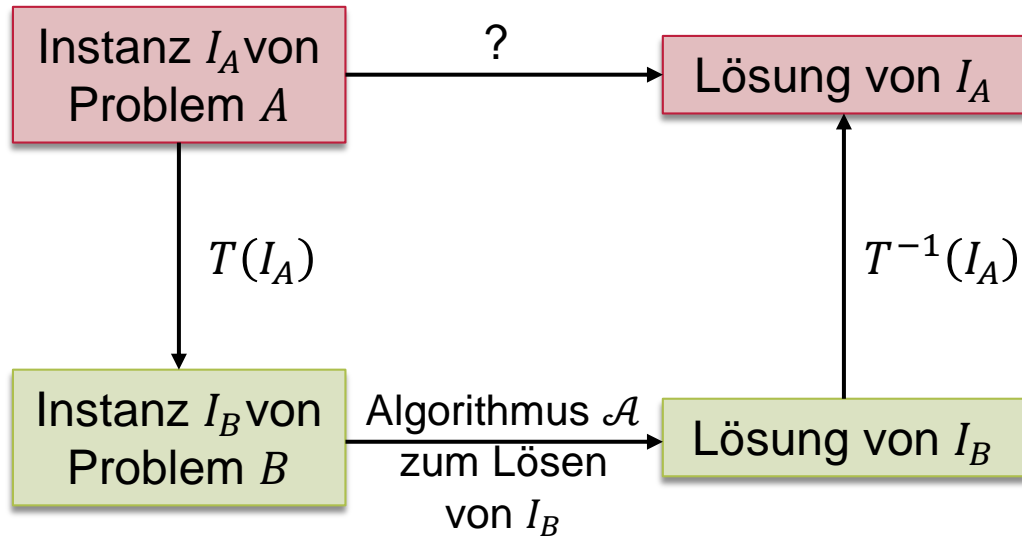 Instanz I_A von
Problem A
?
Lösung von I_A
T(I_A)
T^{-1}(I_A)
Instanz I_B von
Problem B
Algorithmus 𝒜
zum Lösen
von I_B
Lösung von I_B